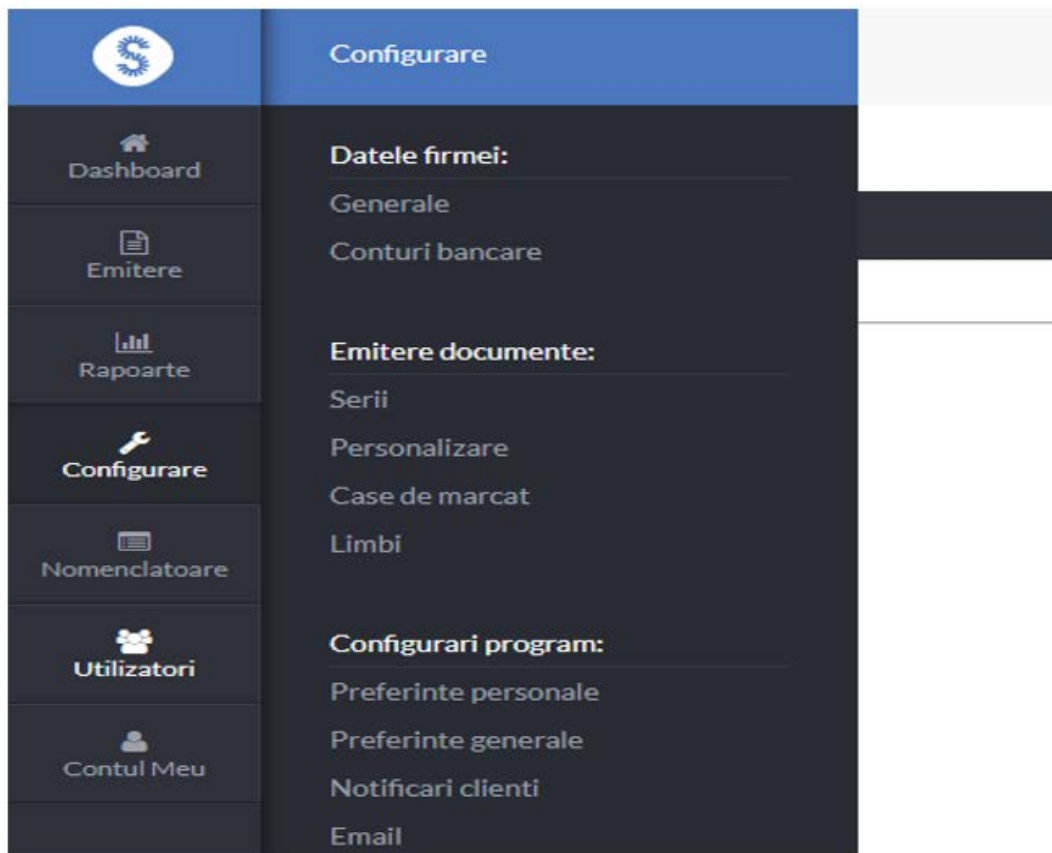 S
Configurare
Dashboard
Emitere
Rapoarte
Configurare
Nomenclatoare
Utilizatori
Contul Meu
Datele firmei:
Generale
Conturi bancare
Emitere documente:
Serii
Personalizare
Case de marcat
Limbi
Configurari program:
Preferinte personale
Preferinte generale
Notificari clienti
Email